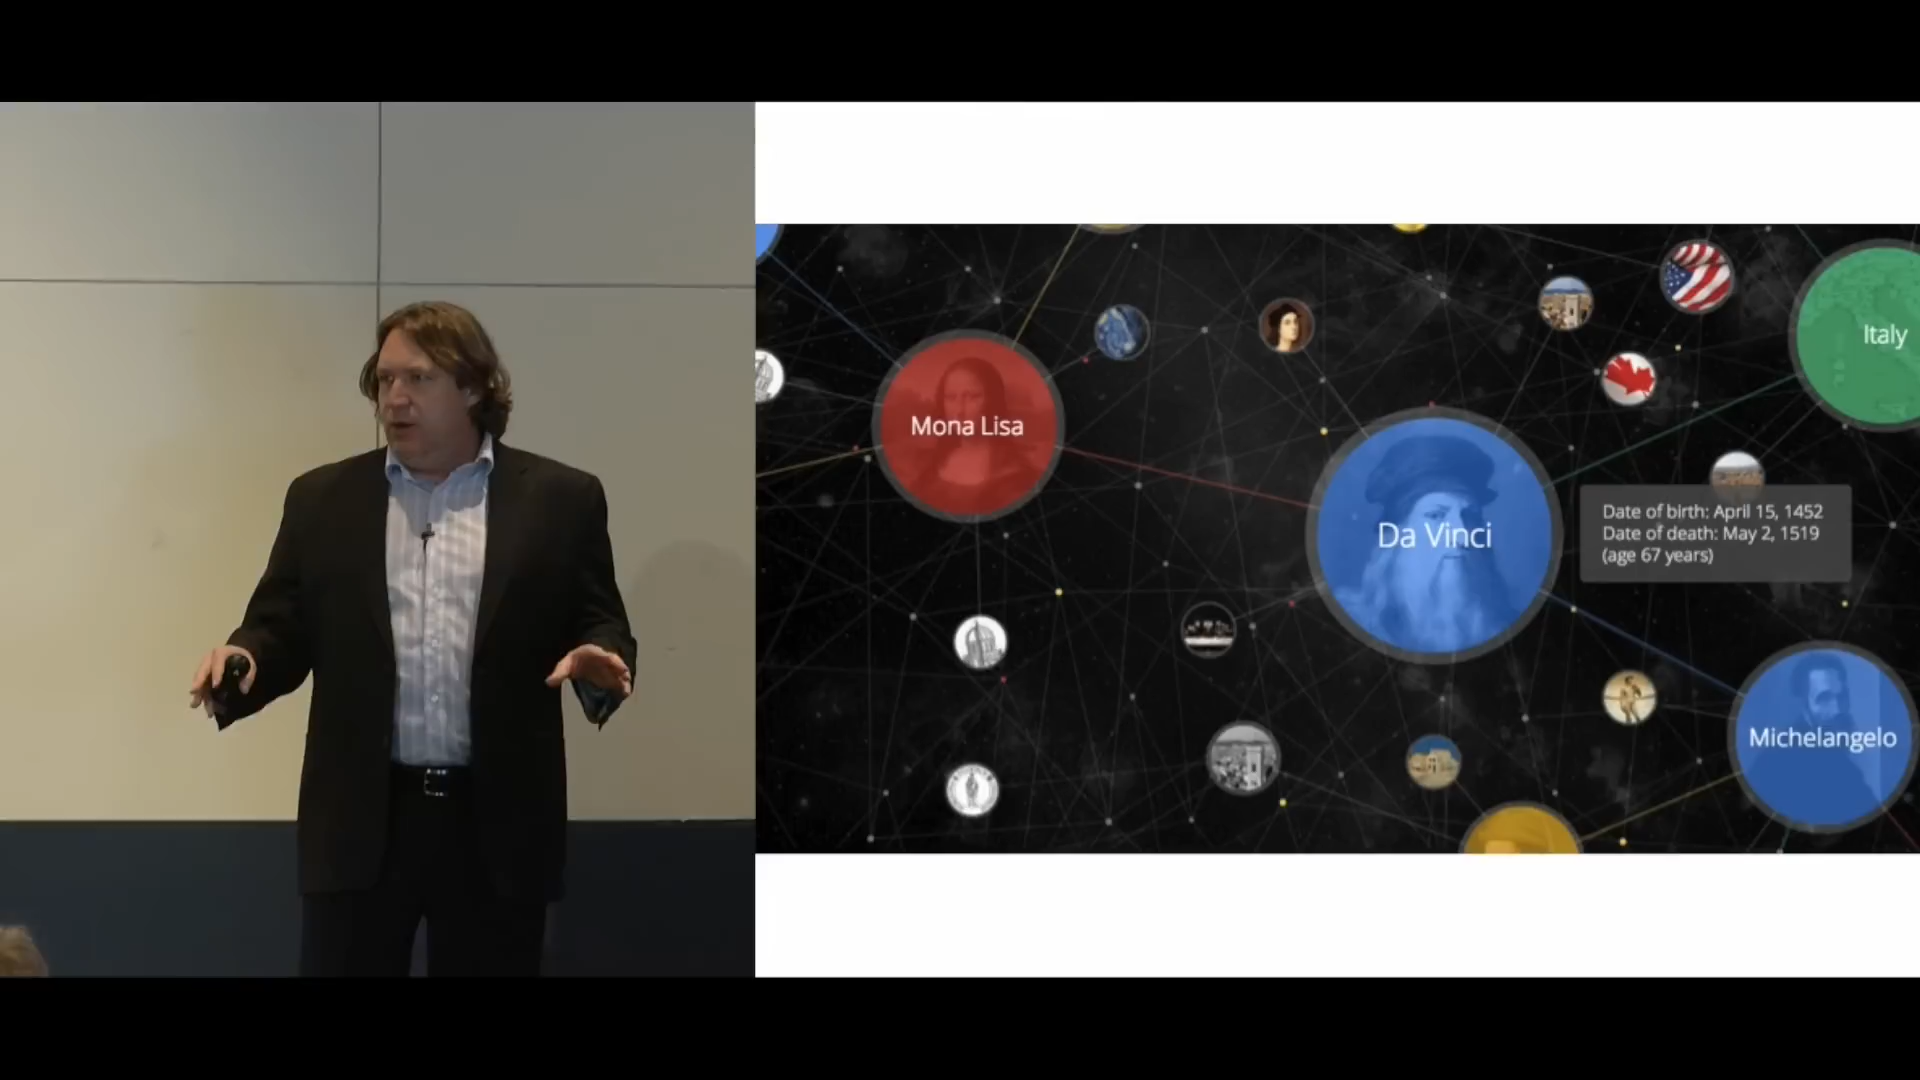 Italy
Mona Lisa
Da Vinci
Date of birth: April 15, 1452
Date of death: May 2, 1519
(age 67 years)
Michelangelo